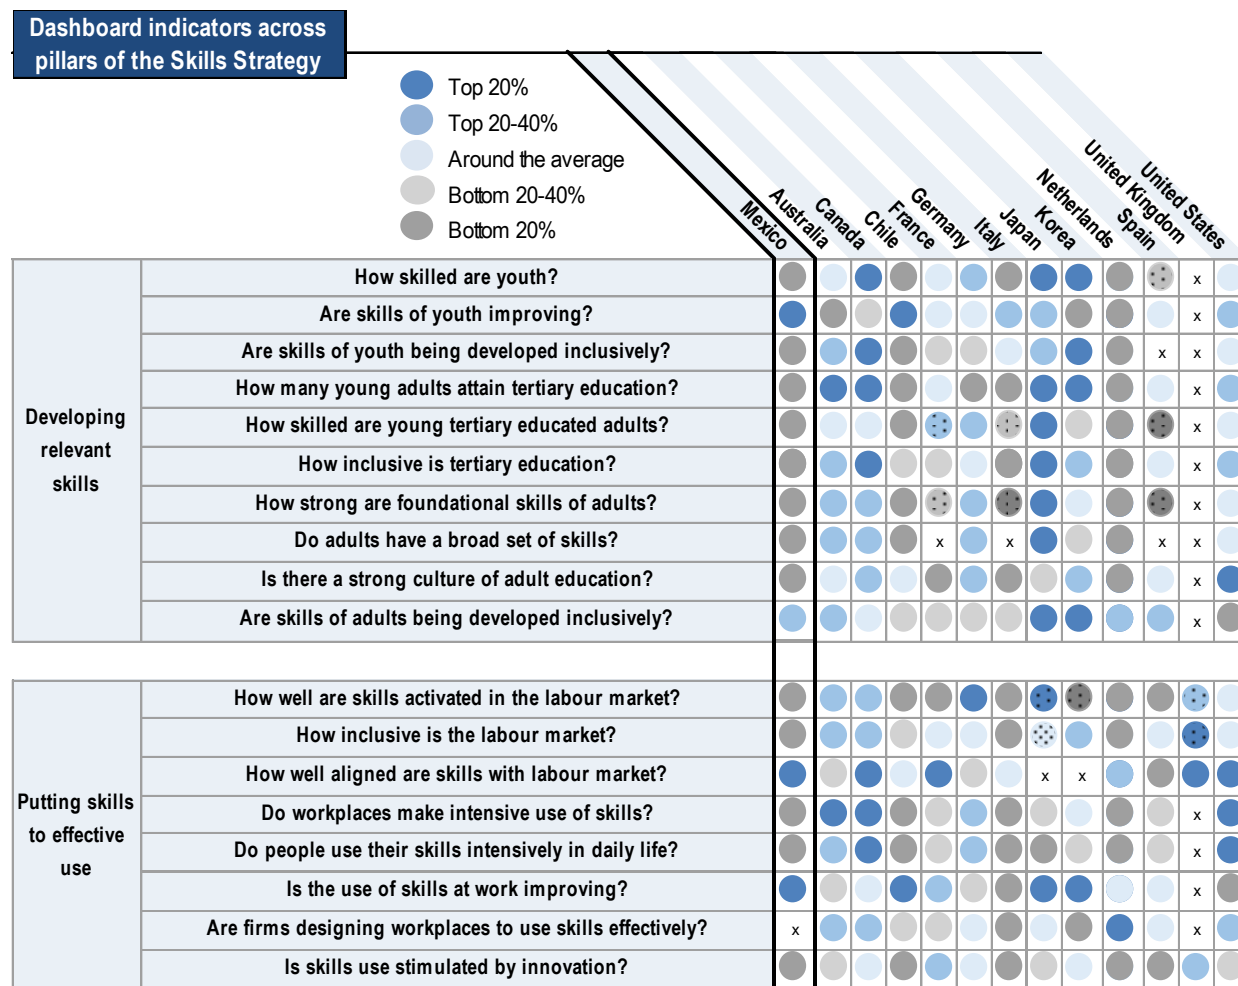 Dashboard indicators across
pillars of the Skills Strategy
Top 20%
Top 20-40%
Around the average
Bottom 20-40%
Bottom 20%
Mexico
Australia
Canada
Chile
France
Germany
Italy
Japan
Korea
Netherlands
Spain
United Kingdom
United States
Developing
relevant
skills
How skilled are youth?
x
Are skills of youth improving?
x
Are skills of youth being developed inclusively?
x x
How many young adults attain tertiary education?
x
How skilled are young tertiary educated adults?
x
How inclusive is tertiary education?
x
How strong are foundational skills of adults?
x
Do adults have a broad set of skills?
x x x x
Is there a strong culture of adult education?
x
Are skills of adults being developed inclusively?
x
Putting skills
to effective
use
How well are skills activated in the labour market?
How inclusive is the labour market?
How well aligned are skills with labour market?
x x
Do workplaces make intensive use of skills?
x
Do people use their skills intensively in daily life?
x
Is the use of skills at work improving?
x
Are firms designing workplaces to use skills effectively?
x x
Is skills use stimulated by innovation?